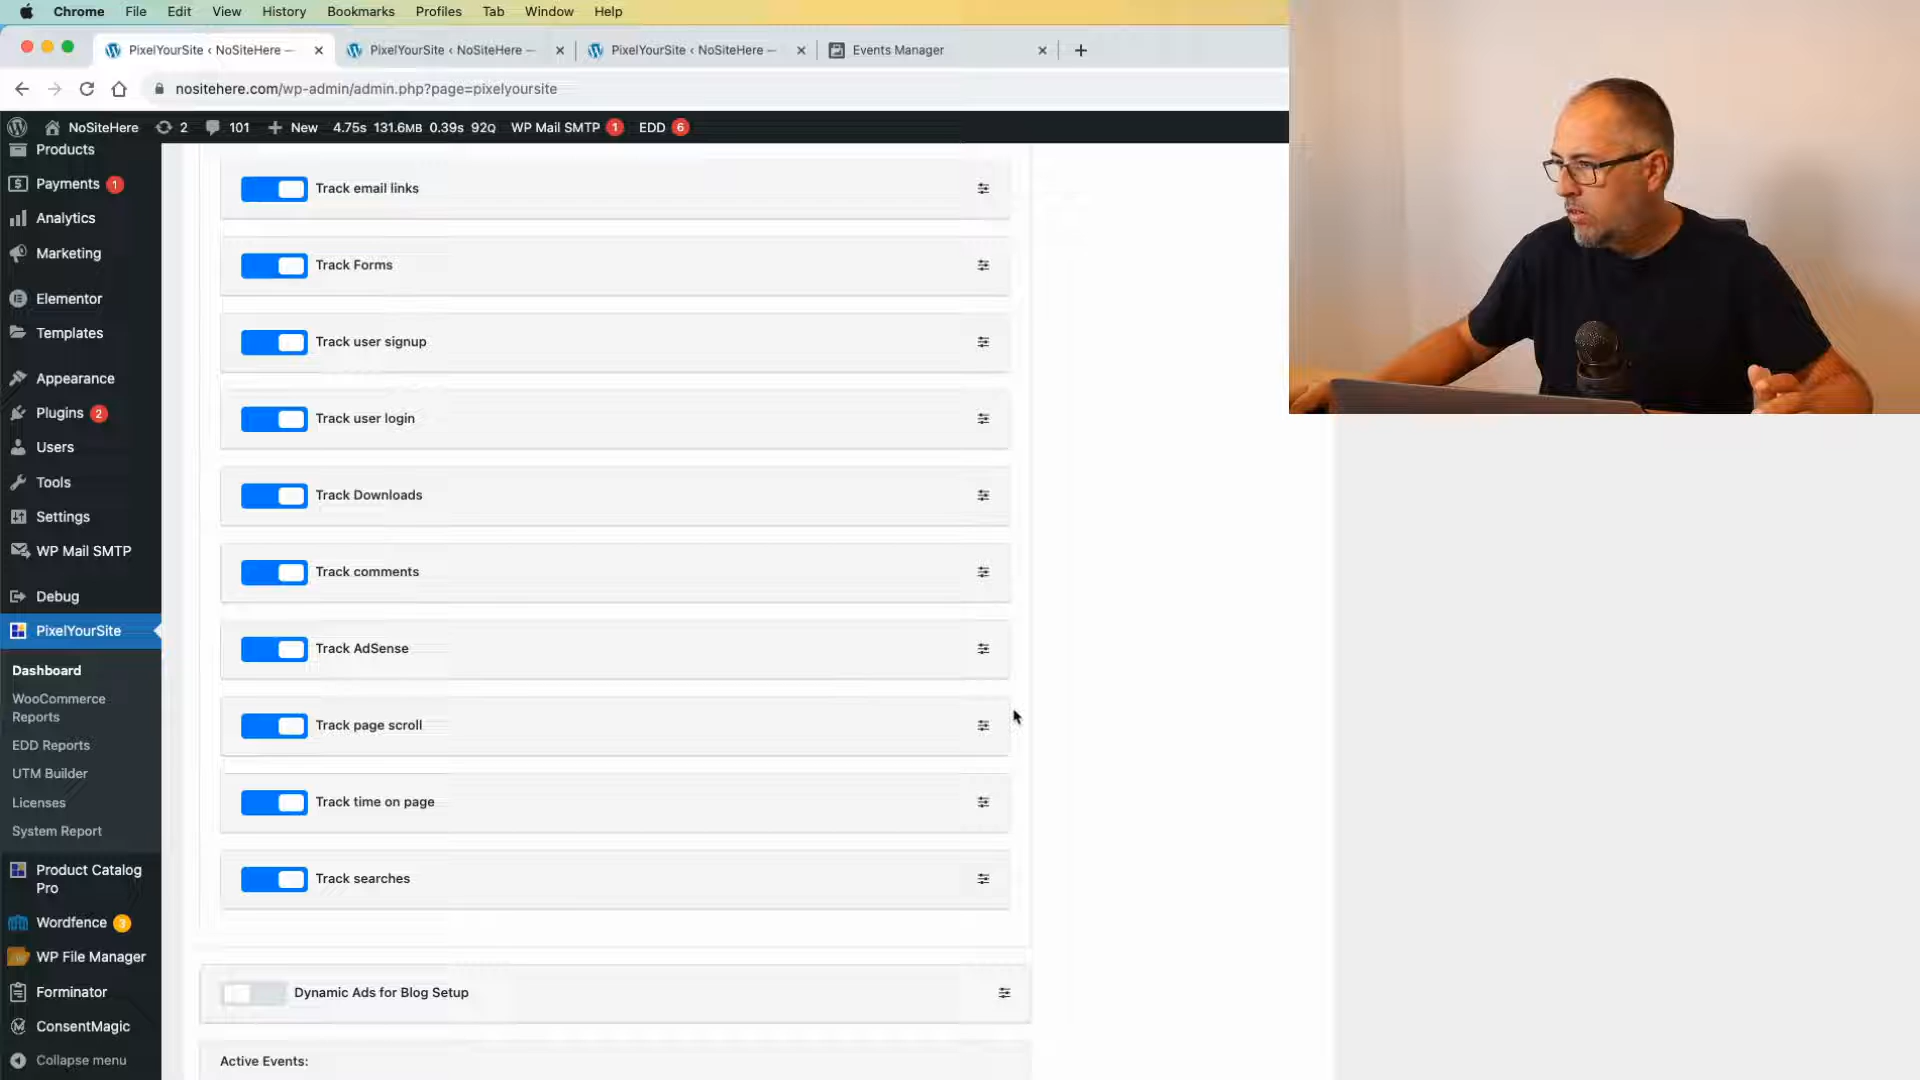 Chrome File Edit View History Bookmarks Profiles Tab Window Help
PixelYourSite ‹ NoSiteHere —
PixelYourSite ‹ NoSiteHere —
PixelYourSite ‹ NoSiteHere —
Events Manager
nositehere.com/wp-admin/admin.php?page=pixelyoursite
NoSiteHere 2 101 New 4.75s 131.6MB 0.39s 92Q WP Mail SMTP 1 EDD 6
Products
Payments 1
Analytics
Marketing
Elementor
Templates
Appearance
Plugins 2
Users
Tools
Settings
WP Mail SMTP
Debug
PixelYourSite
Dashboard
WooCommerce
Reports
EDD Reports
UTM Builder
Licenses
System Report
Product Catalog
Pro
Wordfence 3
WP File Manager
Forminator
ConsentMagic
Collapse menu
Track email links
Track Forms
Track user signup
Track user login
Track Downloads
Track comments
Track AdSense
Track page scroll
Track time on page
Track searches
Dynamic Ads for Blog Setup
Active Events: